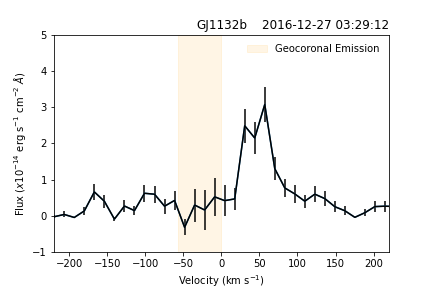 GJ1132b 2016-12-27 03:29:12
Geocoronal Emission
5
4
3
2
1
0
−1
Flux (x10⁻¹⁴ erg s⁻¹ cm⁻² Å)
−200 −150 −100 −50 0 50 100 150 200
Velocity (km s⁻¹)